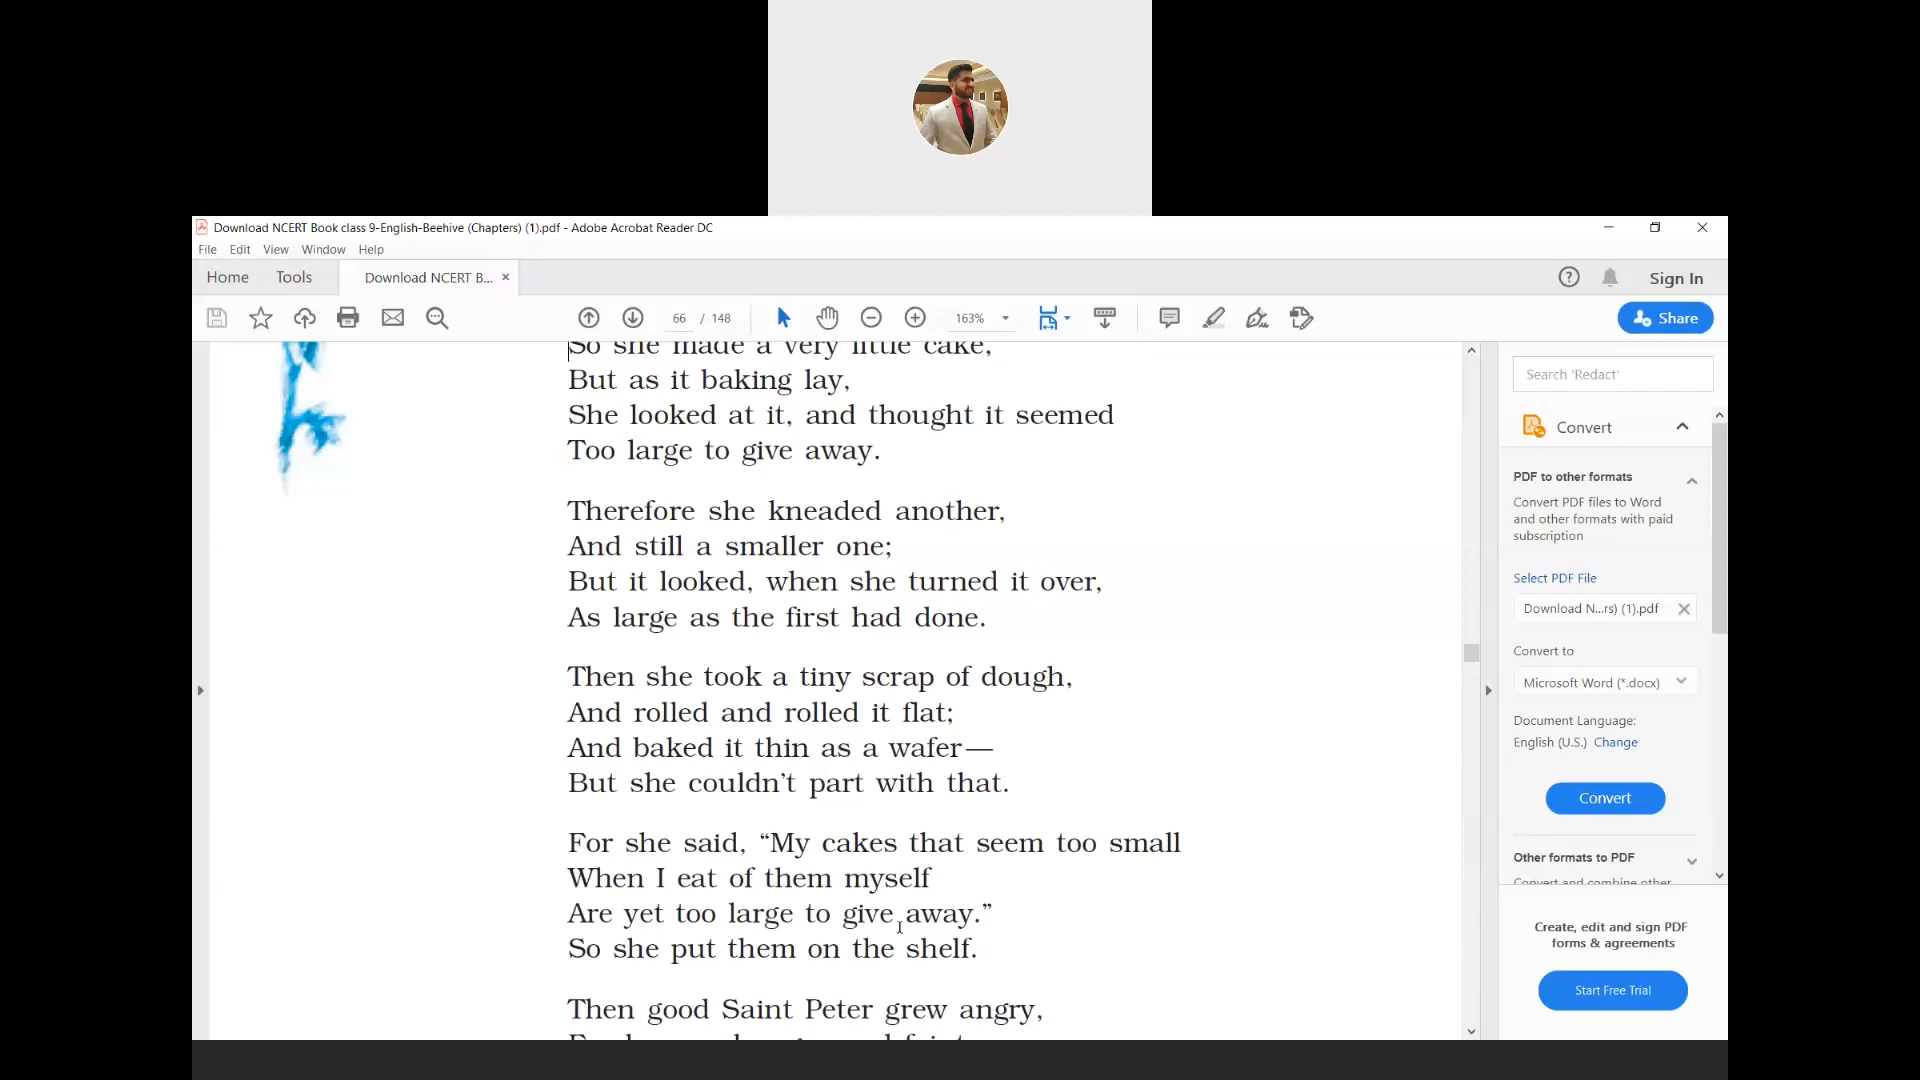 Download NCERT Book class 9-English-Beehive (Chapters) (1).pdf - Adobe Acrobat Reader DC
File Edit View Window Help
Home Tools Download NCERT B... × Sign In
66 / 148 163% Share
So she made a very little cake,
But as it baking lay,
She looked at it, and thought it seemed
Too large to give away.
Therefore she kneaded another,
And still a smaller one;
But it looked, when she turned it over,
As large as the first had done.
Then she took a tiny scrap of dough,
And rolled and rolled it flat;
And baked it thin as a wafer—
But she couldn't part with that.
For she said, “My cakes that seem too small
When I eat of them myself
Are yet too large to give away.”
So she put them on the shelf.
Then good Saint Peter grew angry,
Search 'Redact'
Convert
PDF to other formats
Convert PDF files to Word
and other formats with paid
subscription
Select PDF File
Download N...rs) (1).pdf
Convert to
Microsoft Word (*.docx)
Document Language:
English (U.S.) Change
Convert
Other formats to PDF
Convert and combine other
Create, edit and sign PDF
forms & agreements
Start Free Trial